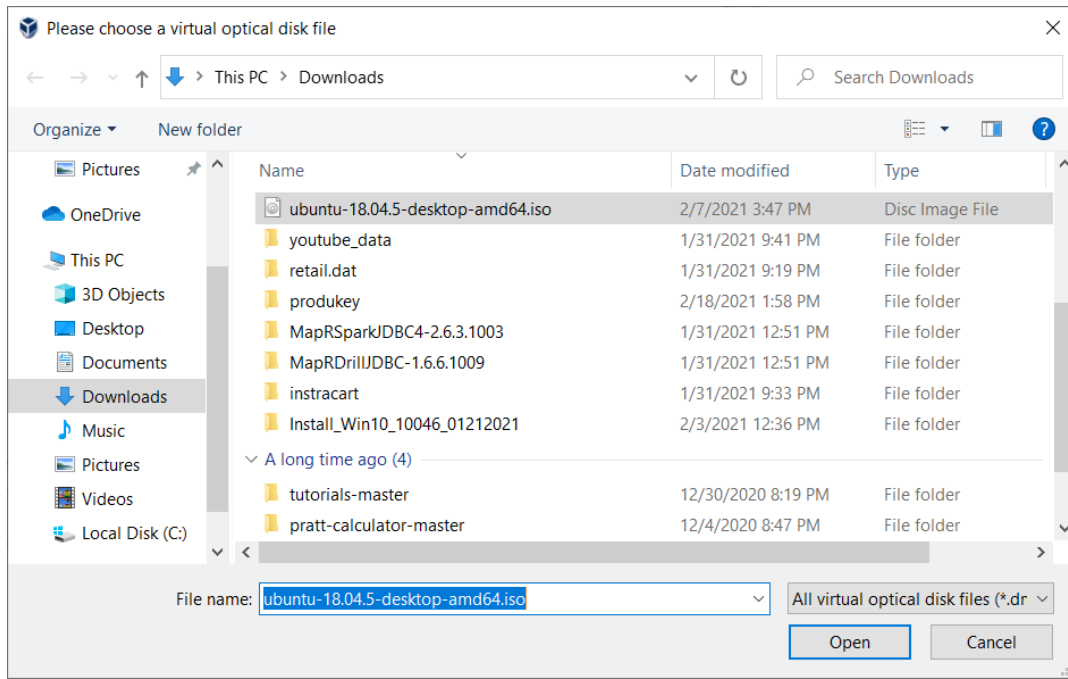 Please choose a virtual optical disk file
This PC > Downloads
Search Downloads
Organize
New folder
?
Pictures
OneDrive
This PC
3D Objects
Desktop
Documents
Downloads
Music
Pictures
Videos
Local Disk (C:)
Name Date modified Type
ubuntu-18.04.5-desktop-amd64.iso 2/7/2021 3:47 PM Disc Image File
youtube_data 1/31/2021 9:41 PM File folder
retail.dat 1/31/2021 9:19 PM File folder
produkey 2/18/2021 1:58 PM File folder
MapRSparkJDBC4-2.6.3.1003 1/31/2021 12:51 PM File folder
MapRDrillJDBC-1.6.6.1009 1/31/2021 12:51 PM File folder
instracart 1/31/2021 9:33 PM File folder
Install_Win10_10046_01212021 2/3/2021 12:36 PM File folder
A long time ago (4)
tutorials-master 12/30/2020 8:19 PM File folder
pratt-calculator-master 12/4/2020 8:47 PM File folder
File name: ubuntu-18.04.5-desktop-amd64.iso All virtual optical disk files (*.dr
Open Cancel